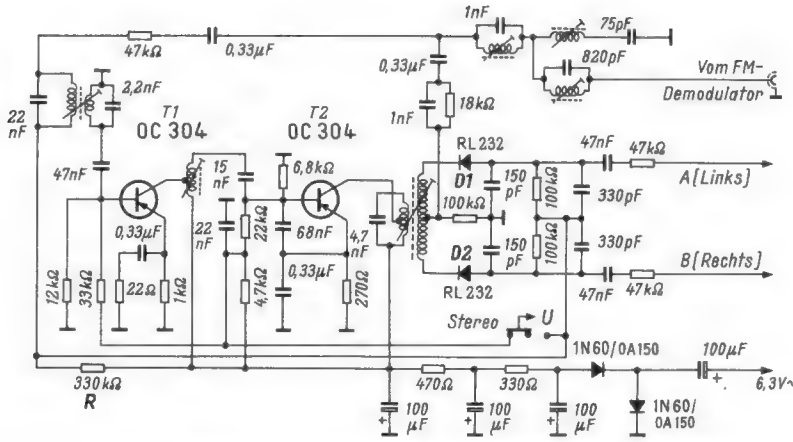 1nF
75pF
47kΩ
0,33µF
0,33µF
820pF
Vom FM-
Demodulator
2,2nF
22
nF
T1
OC 304
T2
OC 304
1nF
18kΩ
RL 232
D1
47nF
47kΩ
A [Links]
15
nF
6,8kΩ
150
pF
100kΩ
330pF
47nF
100kΩ
0,33µF
22
nF
22kΩ
68nF
4,7
nF
D2
150
pF
100kΩ
330pF
B [Rechts]
RL 232
47nF
47kΩ
12kΩ
33kΩ
22Ω
1kΩ
4,7kΩ
0,33µF
270Ω
Stereo
U
1N60/0A150
100µF
+
330kΩ
R
470Ω
330Ω
6,3V~
+
100
µF
+
100
µF
+
100
µF
1N60/
0A150